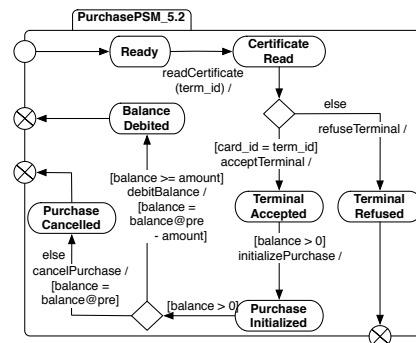 PurchasePSM_5.2
Ready
Certificate
Read
readCertificate
(term_id) /
Balance
Debited
else
refuseTerminal /
[card_id = term_id]
acceptTerminal /
[balance >= amount]
debitBalance /
[balance =
balance@pre
- amount]
Terminal
Accepted
Terminal
Refused
Purchase
Cancelled
else
cancelPurchase /
[balance =
balance@pre]
[balance > 0]
initializePurchase /
[balance > 0]
Purchase
Initialized